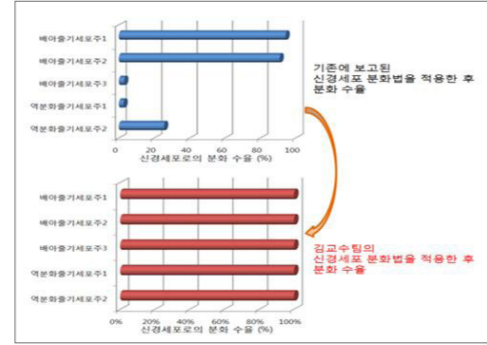 배아줄기세포주1
배아줄기세포주2
배아줄기세포주3
역분화줄기세포주1
역분화줄기세포주2
0 20 40 60 80 100
신경세포로의 분화 수율 (%)
기존에 보고된
신경세포 분화법을 적용한 후
분화 수율
배아줄기세포주1
배아줄기세포주2
배아줄기세포주3
역분화줄기세포주1
역분화줄기세포주2
0% 20% 40% 60% 80% 100%
신경세포로의 분화 수율 (%)
김교수팀의
신경세포 분화법을 적용한 후
분화 수율